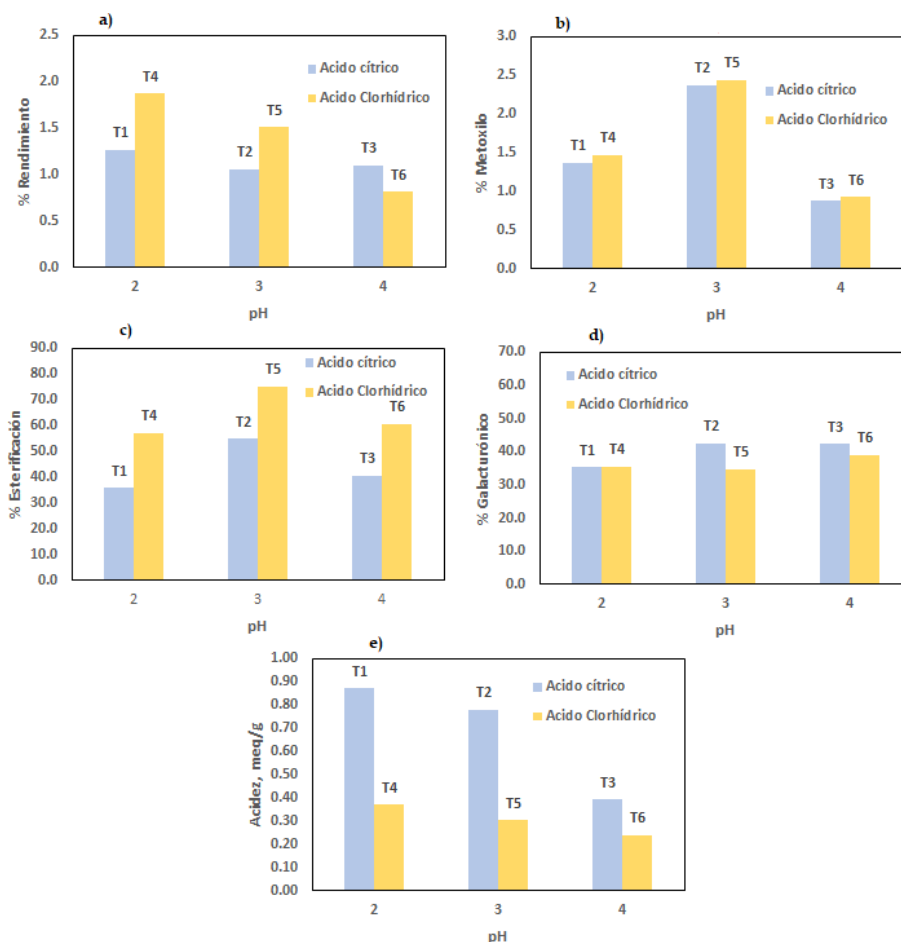 a)
2.5
2.0
1.5
1.0
0.5
0.0
% Rendimiento
Acido cítrico
Acido Clorhídrico
T1
T4
T2
T5
T3
T6
2 3 4
pH
b)
3.0
2.5
2.0
1.5
1.0
0.5
0.0
% Metoxilo
Acido cítrico
Acido Clorhídrico
T1
T4
T2
T5
T3
T6
2 3 4
pH
c)
90.0
80.0
70.0
60.0
50.0
40.0
30.0
20.0
10.0
0.0
% Esterificación
Acido cítrico
Acido Clorhídrico
T1
T4
T2
T5
T3
T6
2 3 4
pH
d)
70.0
60.0
50.0
40.0
30.0
20.0
10.0
0.0
% Galacturónico
Acido cítrico
Acido Clorhídrico
T1
T4
T2
T5
T3
T6
2 3 4
pH
e)
1.00
0.90
0.80
0.70
0.60
0.50
0.40
0.30
0.20
0.10
0.00
Acidez, meq/g
Acido cítrico
Acido Clorhídrico
T1
T4
T2
T5
T3
T6
2 3 4
pH